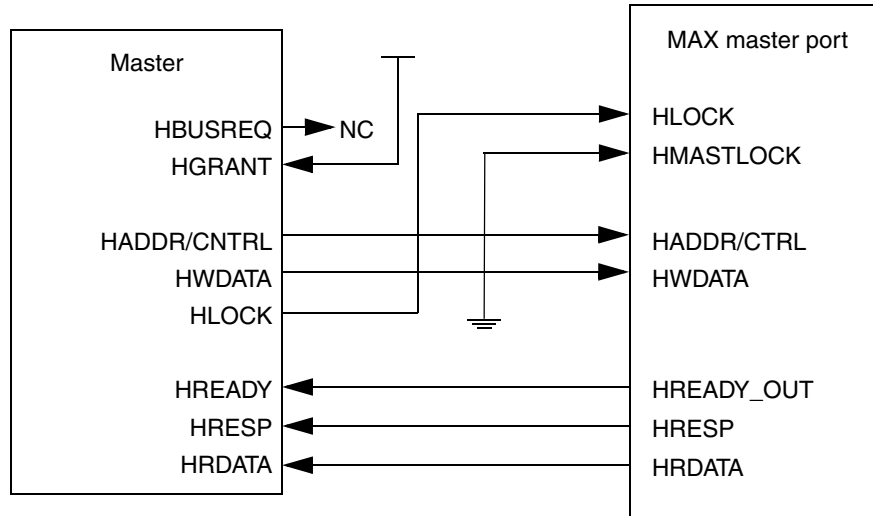 Master
HBUSREQ
NC
HGRANT
HADDR/CNTRL
HWDATA
HLOCK
HREADY
HRESP
HRDATA
MAX master port
HLOCK
HMASTLOCK
HADDR/CTRL
HWDATA
HREADY_OUT
HRESP
HRDATA